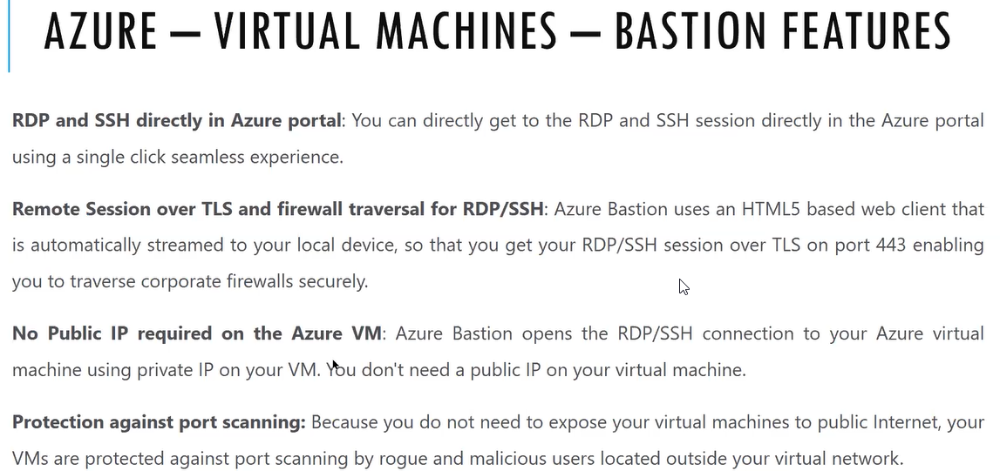 AZURE — VIRTUAL MACHINES — BASTION FEATURES
RDP and SSH directly in Azure portal: You can directly get to the RDP and SSH session directly in the Azure portal
using a single click seamless experience.
Remote Session over TLS and firewall traversal for RDP/SSH: Azure Bastion uses an HTML5 based web client that
is automatically streamed to your local device, so that you get your RDP/SSH session over TLS on port 443 enabling
you to traverse corporate firewalls securely.
No Public IP required on the Azure VM: Azure Bastion opens the RDP/SSH connection to your Azure virtual
machine using private IP on your VM. You don't need a public IP on your virtual machine.
Protection against port scanning: Because you do not need to expose your virtual machines to public Internet, your
VMs are protected against port scanning by rogue and malicious users located outside your virtual network.